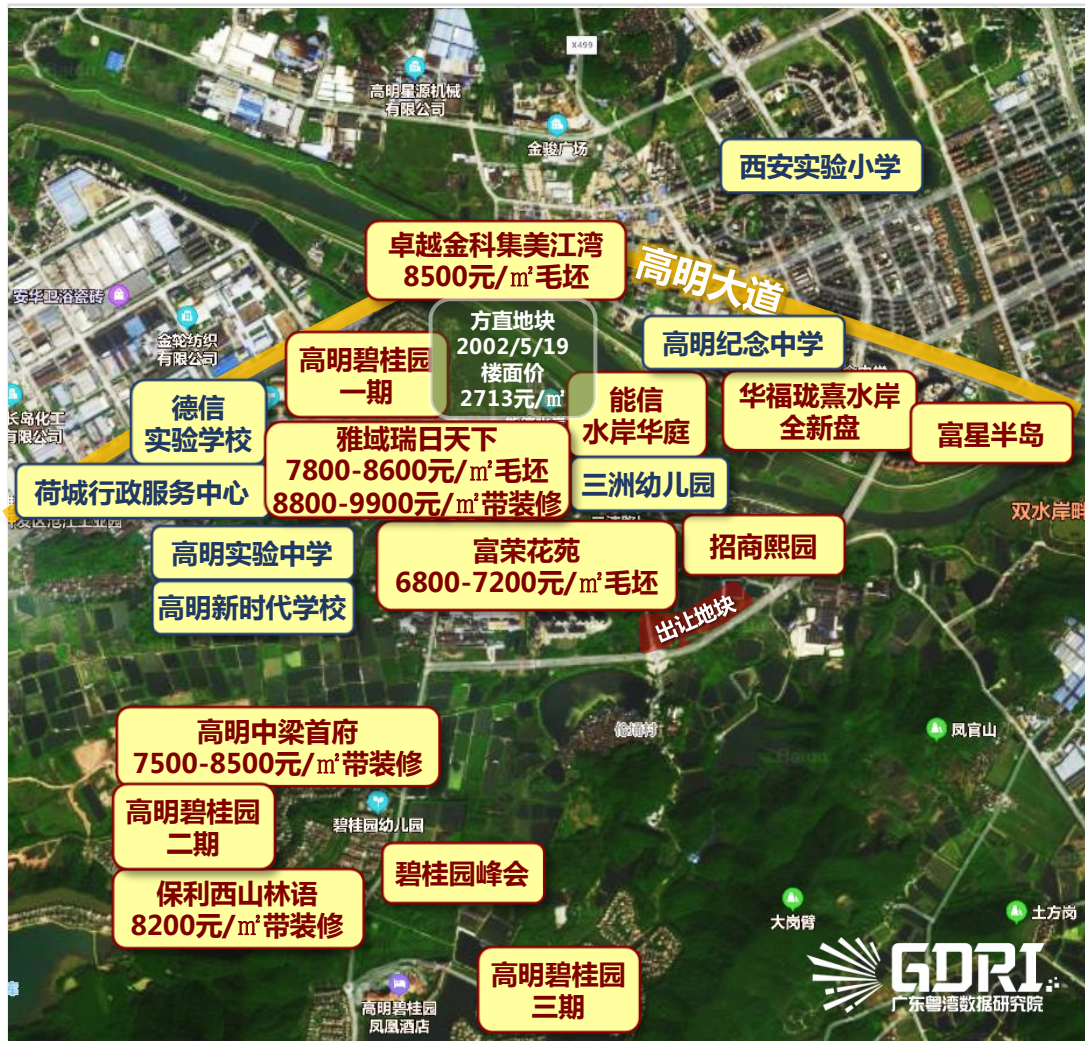 X499
高明星源机械
有限公司
金骏广场
西安实验小学
卓越金科集美江湾
8500元/㎡毛坯
高明大道
安华卫浴瓷砖
金轮纺织
有限公司
方直地块
2002/5/19
楼面价
2713元/㎡
高明纪念中学
高明碧桂园
一期
德信
实验学校
长岛化工
有限公司
能信
水岸华庭
华福珑熹水岸
全新盘
富星半岛
雅域瑞日天下
7800-8600元/㎡毛坯
8800-9900元/㎡带装修
荷城行政服务中心
三洲幼儿园
双水岸畔
高明实验中学
富荣花苑
6800-7200元/㎡毛坯
招商熙园
高明新时代学校
出让地块
高明中梁首府
7500-8500元/㎡带装修
凤官山
高明碧桂园
二期
碧桂园幼儿园
碧桂园峰会
保利西山林语
8200元/㎡带装修
大岗臂
土方岗
高明碧桂园
三期
高明碧桂园
凤凰酒店
GDRI
广东粤湾数据研究院